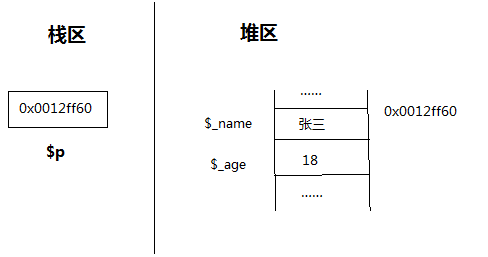 栈区
0x0012ff60
$p
堆区
......
$_name
张三
0x0012ff60
$_age
18
......